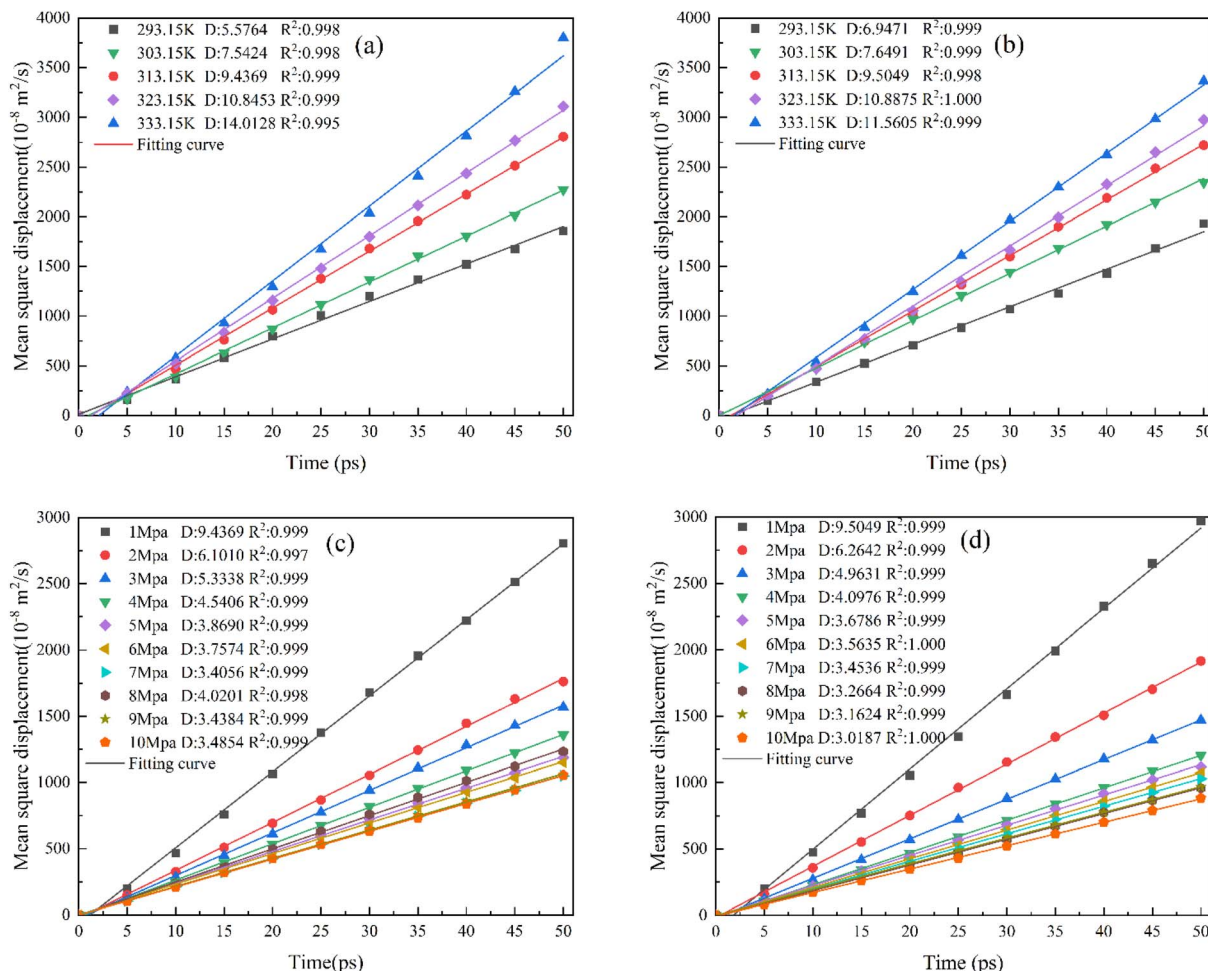 4000
3500
3000
2500
2000
1500
1000
500
0
Mean square displacement(10⁻⁸ m²/s)
293.15K D:5.5764 R²:0.998
303.15K D:7.5424 R²:0.998
313.15K D:9.4369 R²:0.999
323.15K D:10.8453 R²:0.999
333.15K D:14.0128 R²:0.995
Fitting curve
(a)
0 5 10 15 20 25 30 35 40 45 50
Time (ps)
4000
3500
3000
2500
2000
1500
1000
500
0
Mean square displacement(10⁻⁸ m²/s)
293.15K D:6.9471 R²:0.999
303.15K D:7.6491 R²:0.999
313.15K D:9.5049 R²:0.998
323.15K D:10.8875 R²:1.000
333.15K D:11.5605 R²:0.999
Fitting curve
(b)
0 5 10 15 20 25 30 35 40 45 50
Time (ps)
3000
2500
2000
1500
1000
500
0
Mean square displacement(10⁻⁸ m²/s)
1Mpa D:9.4369 R²:0.999
2Mpa D:6.1010 R²:0.997
3Mpa D:5.3338 R²:0.999
4Mpa D:4.5406 R²:0.999
5Mpa D:3.8690 R²:0.999
6Mpa D:3.7574 R²:0.999
7Mpa D:3.4056 R²:0.999
8Mpa D:4.0201 R²:0.998
9Mpa D:3.4384 R²:0.999
10Mpa D:3.4854 R²:0.999
Fitting curve
(c)
0 5 10 15 20 25 30 35 40 45 50
Time(ps)
3000
2500
2000
1500
1000
500
0
Mean square displacement(10⁻⁸ m²/s)
1Mpa D:9.5049 R²:0.999
2Mpa D:6.2642 R²:0.999
3Mpa D:4.9631 R²:0.999
4Mpa D:4.0976 R²:0.999
5Mpa D:3.6786 R²:0.999
6Mpa D:3.5635 R²:1.000
7Mpa D:3.4536 R²:0.999
8Mpa D:3.2664 R²:0.999
9Mpa D:3.1624 R²:0.999
10Mpa D:3.0187 R²:1.000
Fitting curve
(d)
0 5 10 15 20 25 30 35 40 45 50
Time (ps)